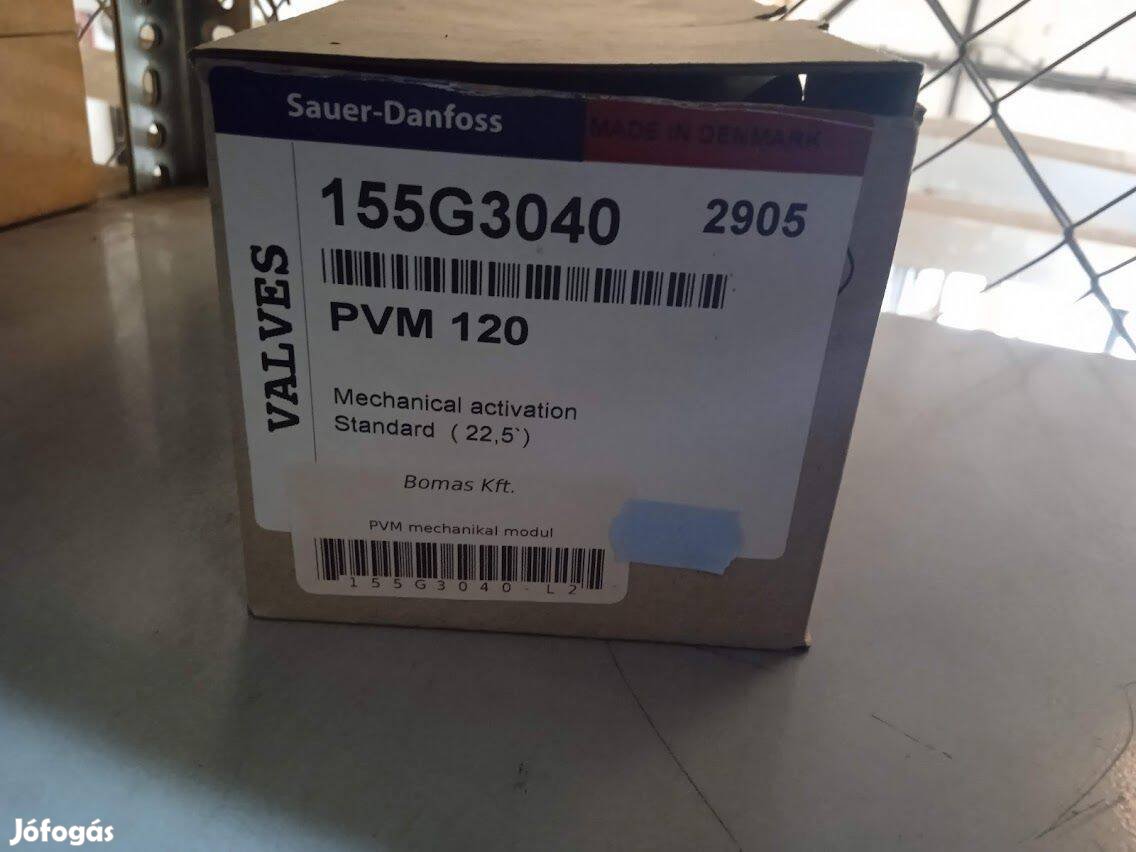 Sauer-Danfoss MADE IN DENMARK
155G3040 2905
PVM 120
VALVES
Mechanical activation
Standard ( 22,5`)
Bomas Kft.
PVM mechanikal modul
155G3040-L2
Jófogás